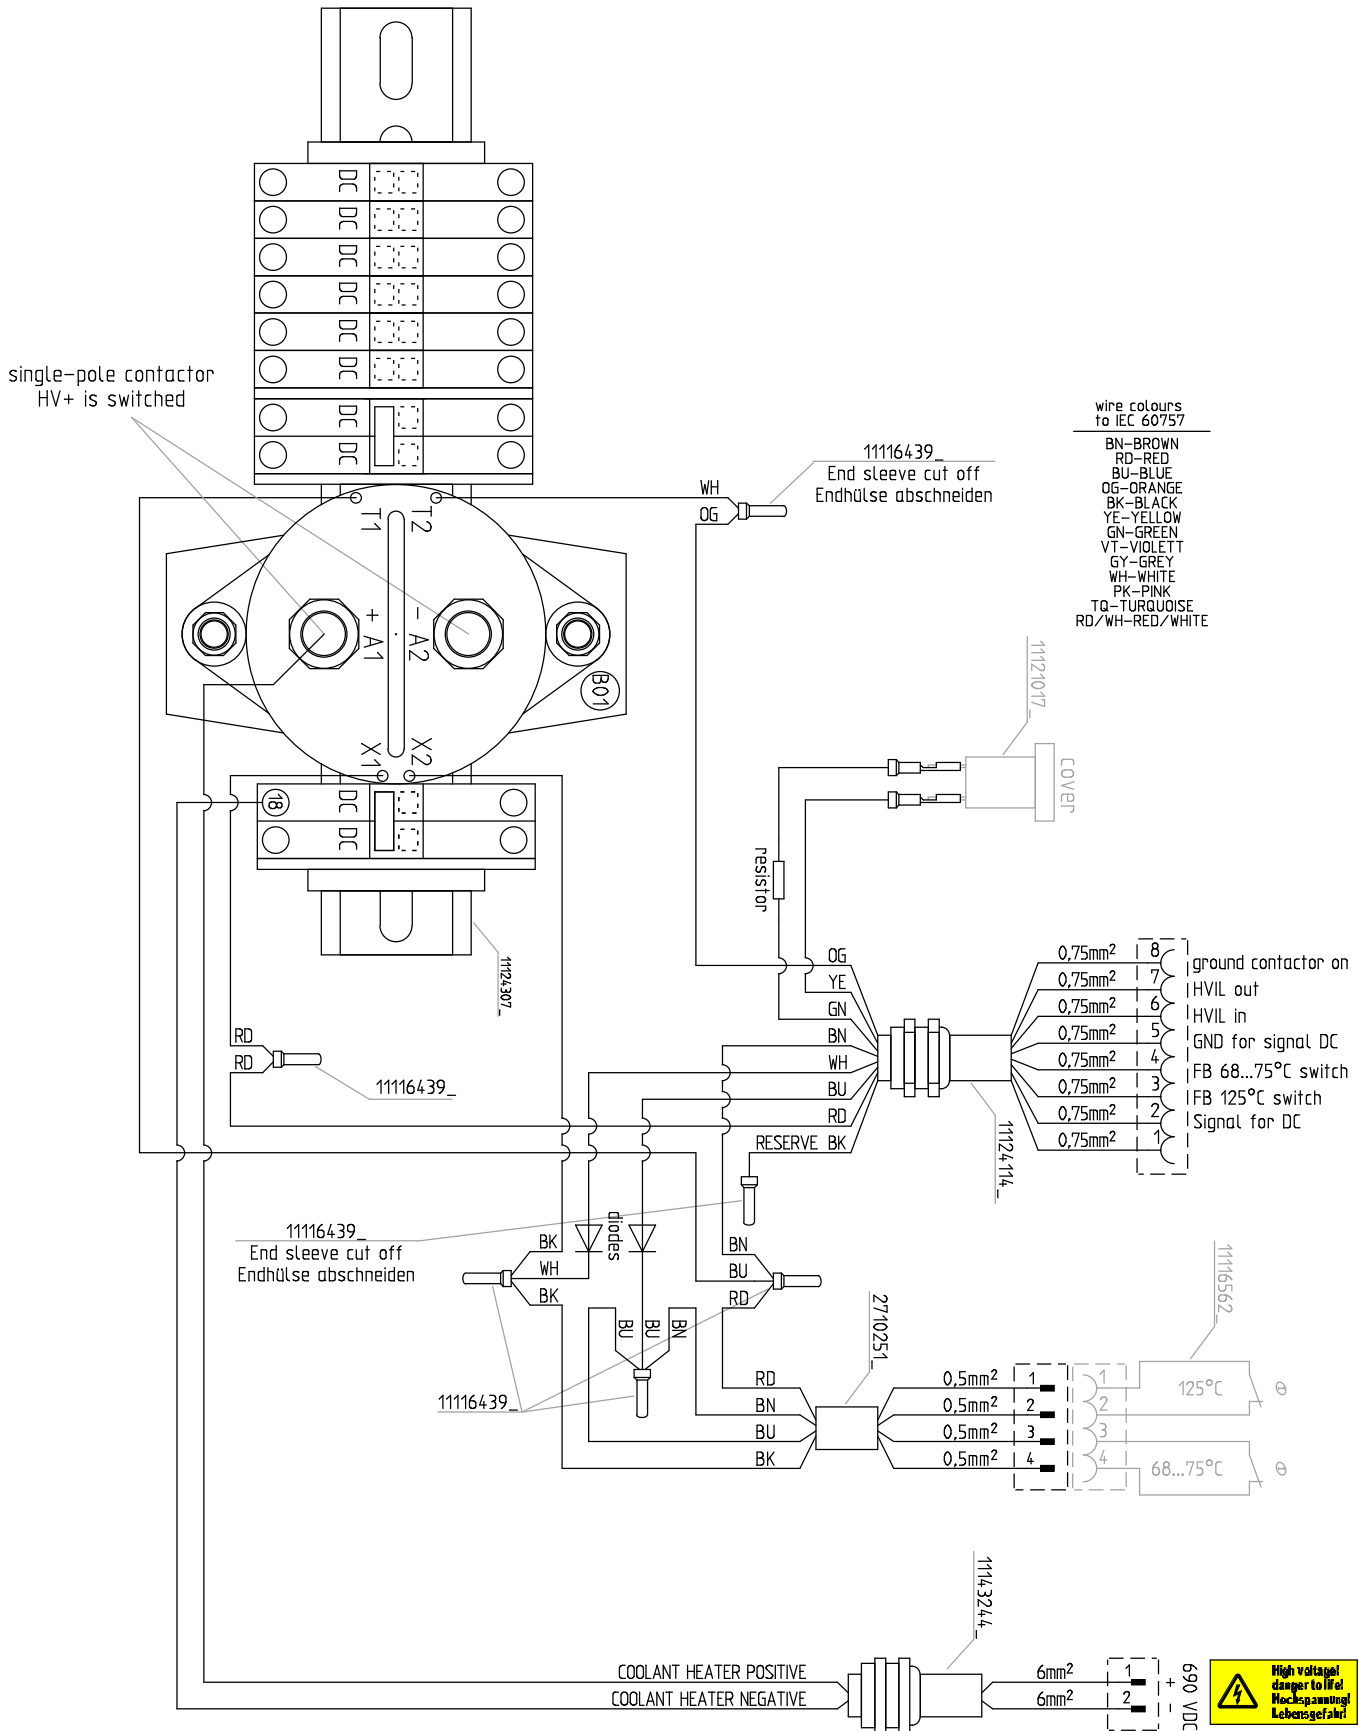 DC
DC
DC
DC
DC
DC
DC
DC
single-pole contactor
HV+ is switched
wire colours
to IEC 60757
BN-BROWN
RD-RED
BU-BLUE
OG-ORANGE
BK-BLACK
YE-YELLOW
GN-GREEN
VT-VIOLETT
GY-GREY
WH-WHITE
PK-PINK
TQ-TURQUOISE
RD/WH-RED/WHITE
11116439_
End sleeve cut off
Endhülse abschneiden
WH
OG
T1
T2
+ A1
- A2
B01
X1
X2
18
DC
DC
11121017_
cover
resistor
11124307_
OG
YE
GN
BN
WH
BU
RD
RESERVE BK
RD
RD
11116439_
11124114_
0,75mm² 8 ground contactor on
0,75mm² 7 HVIL out
0,75mm² 6 HVIL in
0,75mm² 5 GND for signal DC
0,75mm² 4 FB 68...75°C switch
0,75mm² 3 FB 125°C switch
0,75mm² 2 Signal for DC
0,75mm² 1
11116439_
End sleeve cut off
Endhülse abschneiden
diodes
BK
WH
BK
BN
BU
RD
BU
BU
BN
11116439_
2710251_
11116562_
RD 0,5mm² 1 1
BN 0,5mm² 2 2
BU 0,5mm² 3 3
BK 0,5mm² 4 4
125°C
68...75°C
11143244_
COOLANT HEATER POSITIVE 6mm² 1 +
COOLANT HEATER NEGATIVE 6mm² 2 -
690 VDC
High voltage!
danger to life!
Hochspannung!
Lebensgefahr!